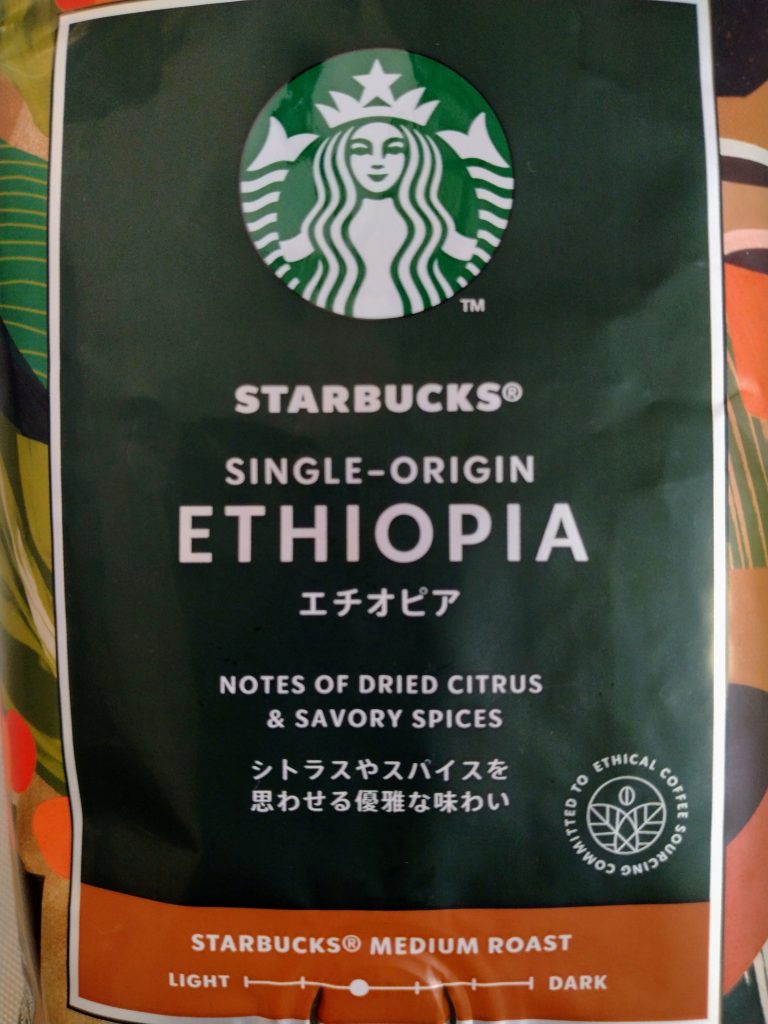 TM
STARBUCKS®
SINGLE-ORIGIN
ETHIOPIA
エチオピア
NOTES OF DRIED CITRUS
& SAVORY SPICES
シトラスやスパイスを
思わせる優雅な味わい
COMMITTED TO ETHICAL COFFEE SOURCING
STARBUCKS® MEDIUM ROAST
LIGHT DARK